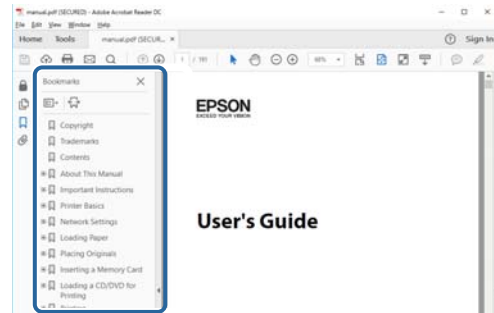 manual.pdf (SECURED) - Adobe Acrobat Reader DC
File Edit View Window Help
Home Tools manual.pdf (SECUR... × Sign In
1 / 191
Bookmarks ×
EPSON
EXCEED YOUR VISION
Copyright
Trademarks
Contents
About This Manual
Important Instructions
Printer Basics
User's Guide
Network Settings
Loading Paper
Placing Originals
Inserting a Memory Card
Loading a CD/DVD for
Printing